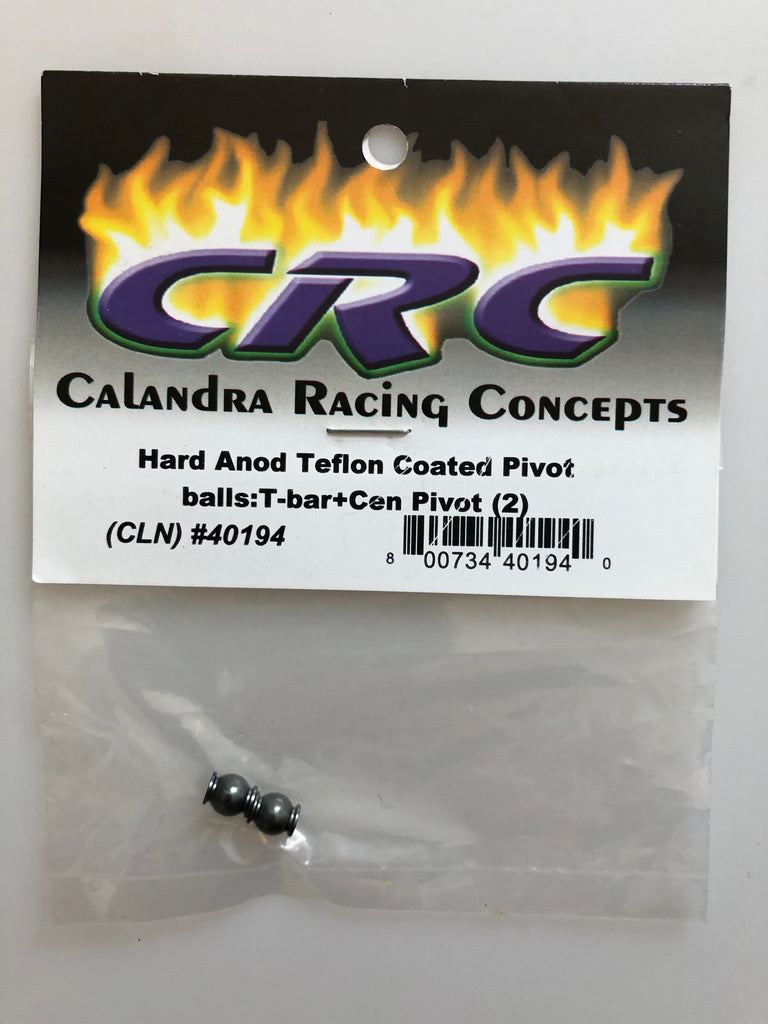 CRC
Calandra Racing Concepts
Hard Anod Teflon Coated Pivot
balls:T-bar+Cen Pivot (2)
(CLN) #40194
8 00734 40194 0